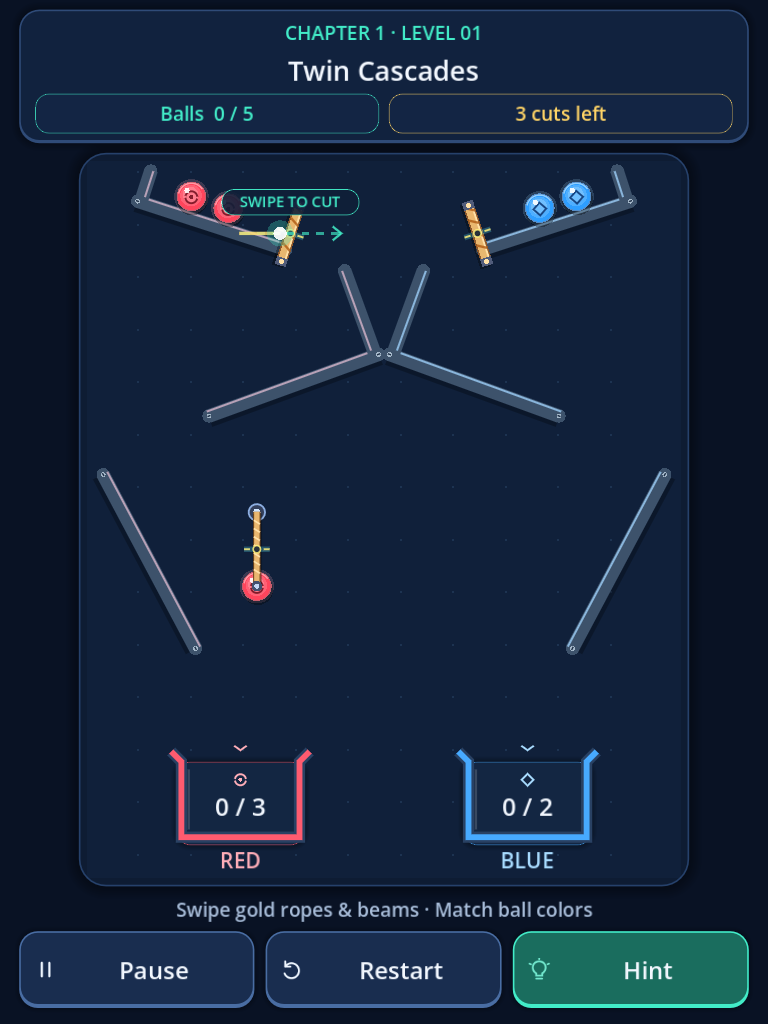 CHAPTER 1 · LEVEL 01
Twin Cascades
Balls 0 / 5
3 cuts left
SWIPE TO CUT
0 / 3
0 / 2
RED
BLUE
Swipe gold ropes & beams · Match ball colors
Pause
Restart
Hint